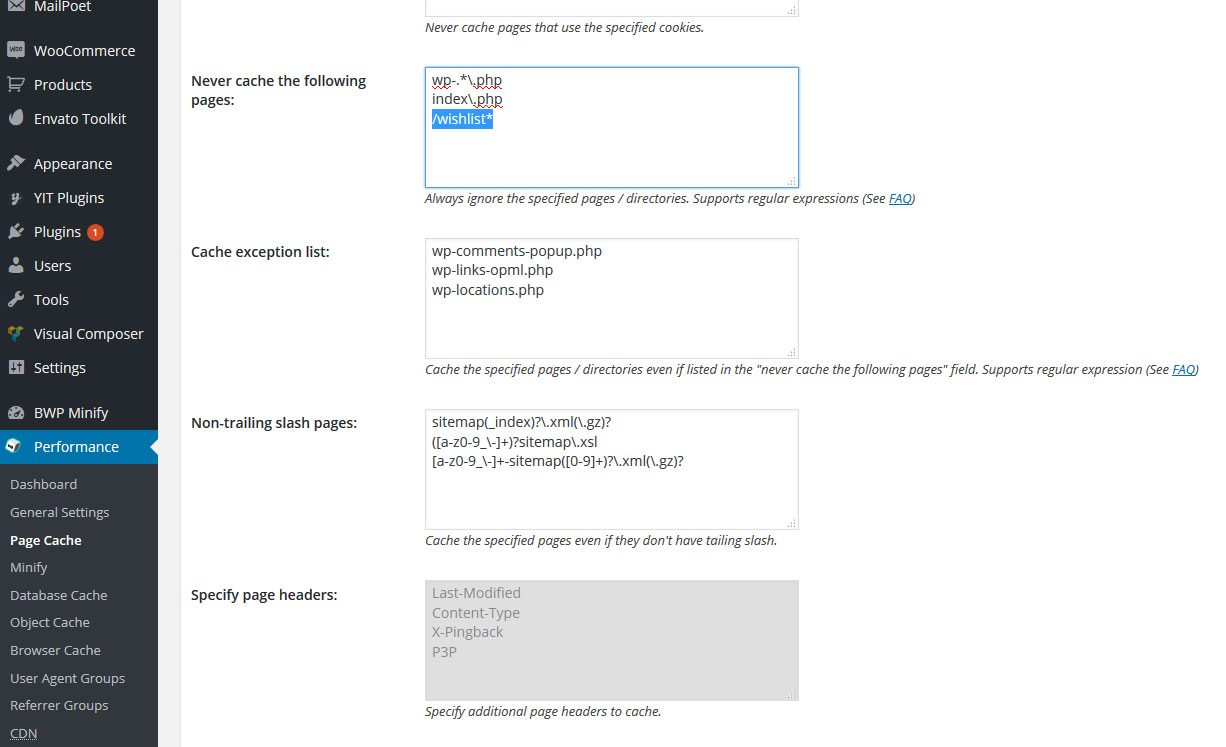 MailPoet
WOO WooCommerce
Products
Envato Toolkit
Appearance
YIT Plugins
Plugins 1
Users
Tools
Visual Composer
Settings
BWP Minify
Performance
Dashboard
General Settings
Page Cache
Minify
Database Cache
Object Cache
Browser Cache
User Agent Groups
Referrer Groups
CDN
Never cache pages that use the specified cookies.
Never cache the following
pages:
wp-.*\.php
index\.php
/wishlist*
Always ignore the specified pages / directories. Supports regular expressions (See FAQ)
Cache exception list:
wp-comments-popup.php
wp-links-opml.php
wp-locations.php
Cache the specified pages / directories even if listed in the "never cache the following pages" field. Supports regular expression (See FAQ)
Non-trailing slash pages:
sitemap(_index)?\.xml(\.gz)?
([a-z0-9_\-]+)?sitemap\.xsl
[a-z0-9_\-]+-sitemap([0-9]+)?\.xml(\.gz)?
Cache the specified pages even if they don't have tailing slash.
Specify page headers:
Last-Modified
Content-Type
X-Pingback
P3P
Specify additional page headers to cache.